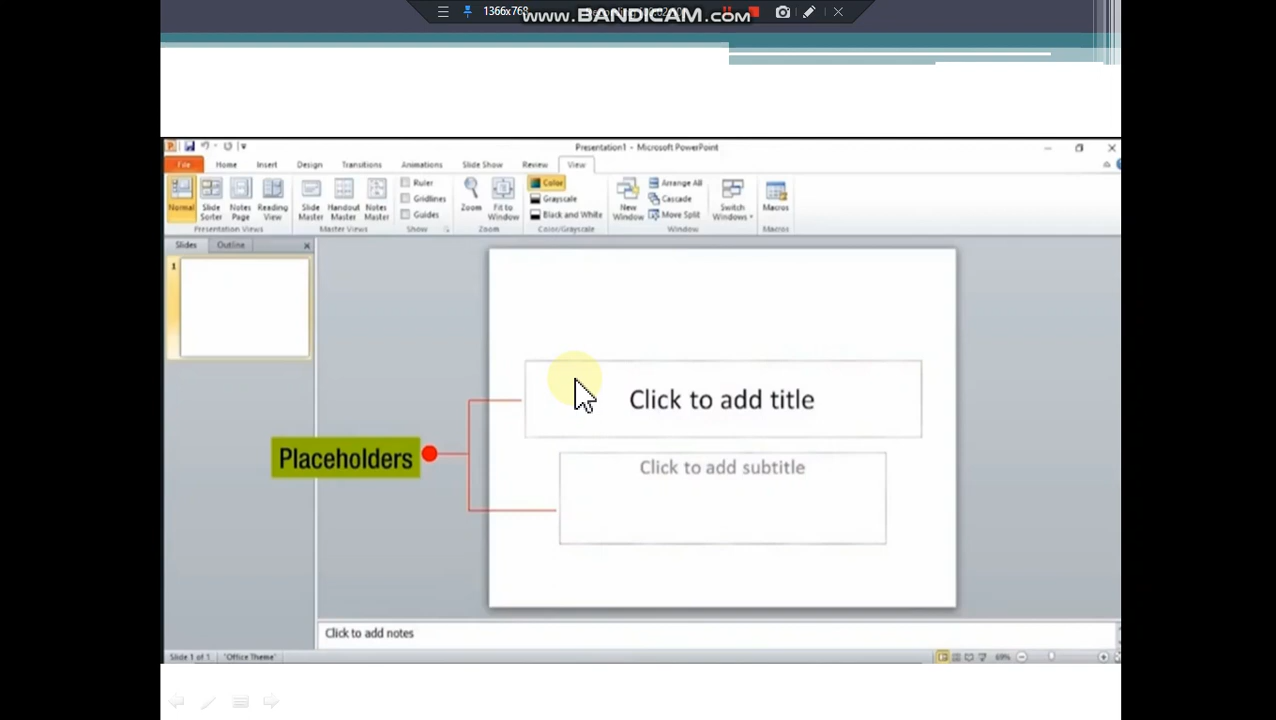 1366x768
www.BANDICAM.com
Presentation1 - Microsoft PowerPoint
File Home Insert Design Transitions Animations Slide Show Review View
Normal Slide Sorter Notes Page Reading View
Presentation Views
Slide Master Handout Master Notes Master
Master Views
Ruler
Gridlines
Guides
Show
Zoom Fit to Window
Zoom
Color
Grayscale
Black and White
Color/Grayscale
New Window
Arrange All
Cascade
Move Split
Switch Windows
Window
Macros
Macros
Slides Outline
1
Click to add title
Placeholders
Click to add subtitle
Click to add notes
Slide 1 of 1 "Office Theme" 69%